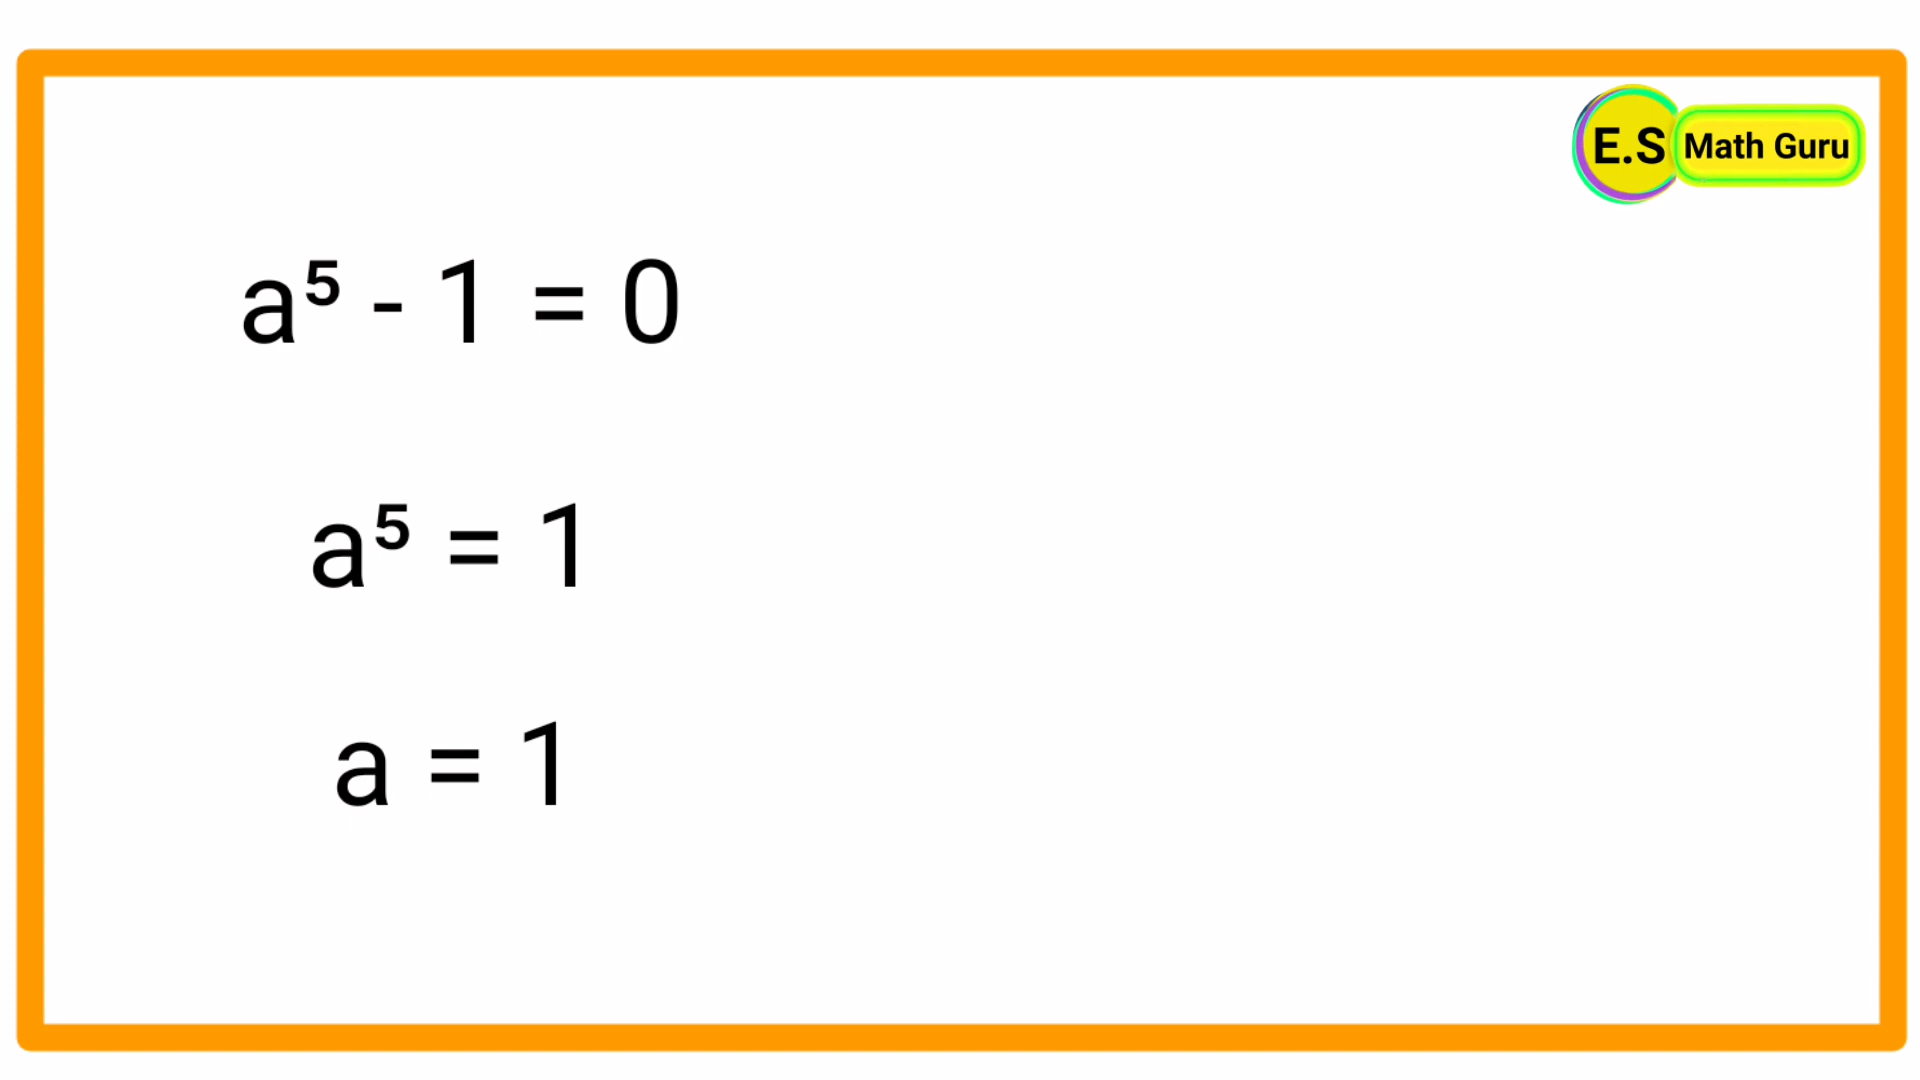 E.S Math Guru
a⁵ - 1 = 0
a⁵ = 1
a = 1